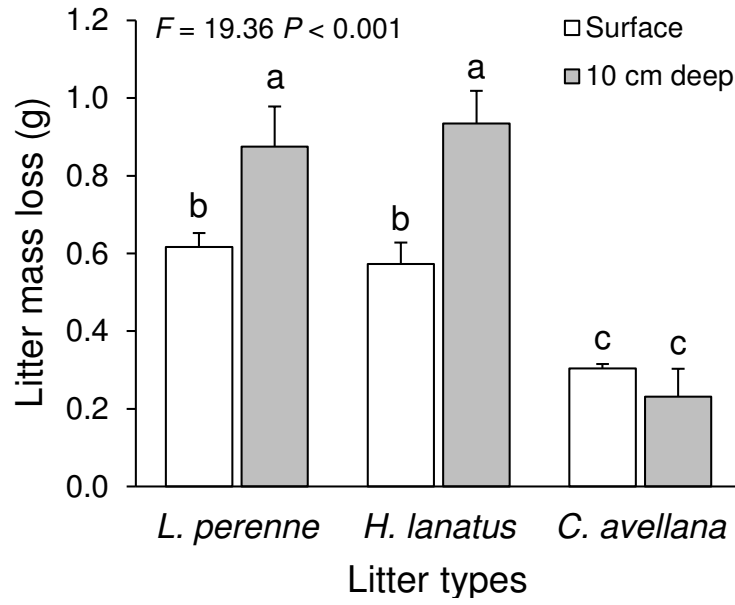 F = 19.36 P < 0.001
Surface
10 cm deep
Litter mass loss (g)
1.2
1.0
0.8
0.6
0.4
0.2
0.0
b
a
b
a
c
c
L. perenne
H. lanatus
C. avellana
Litter types